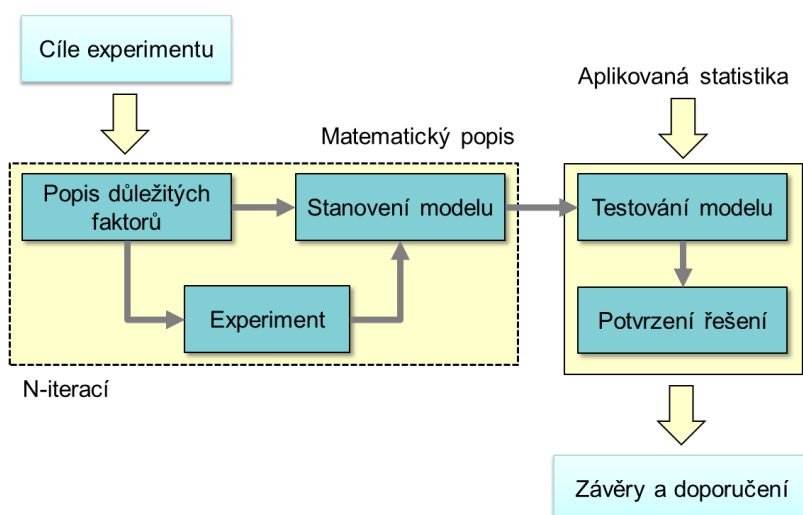 Cíle experimentu
Aplikovaná statistika
Matematický popis
Popis důležitých
faktorů
Stanovení modelu
Testování modelu
Experiment
Potvrzení řešení
N-iterací
Závěry a doporučení